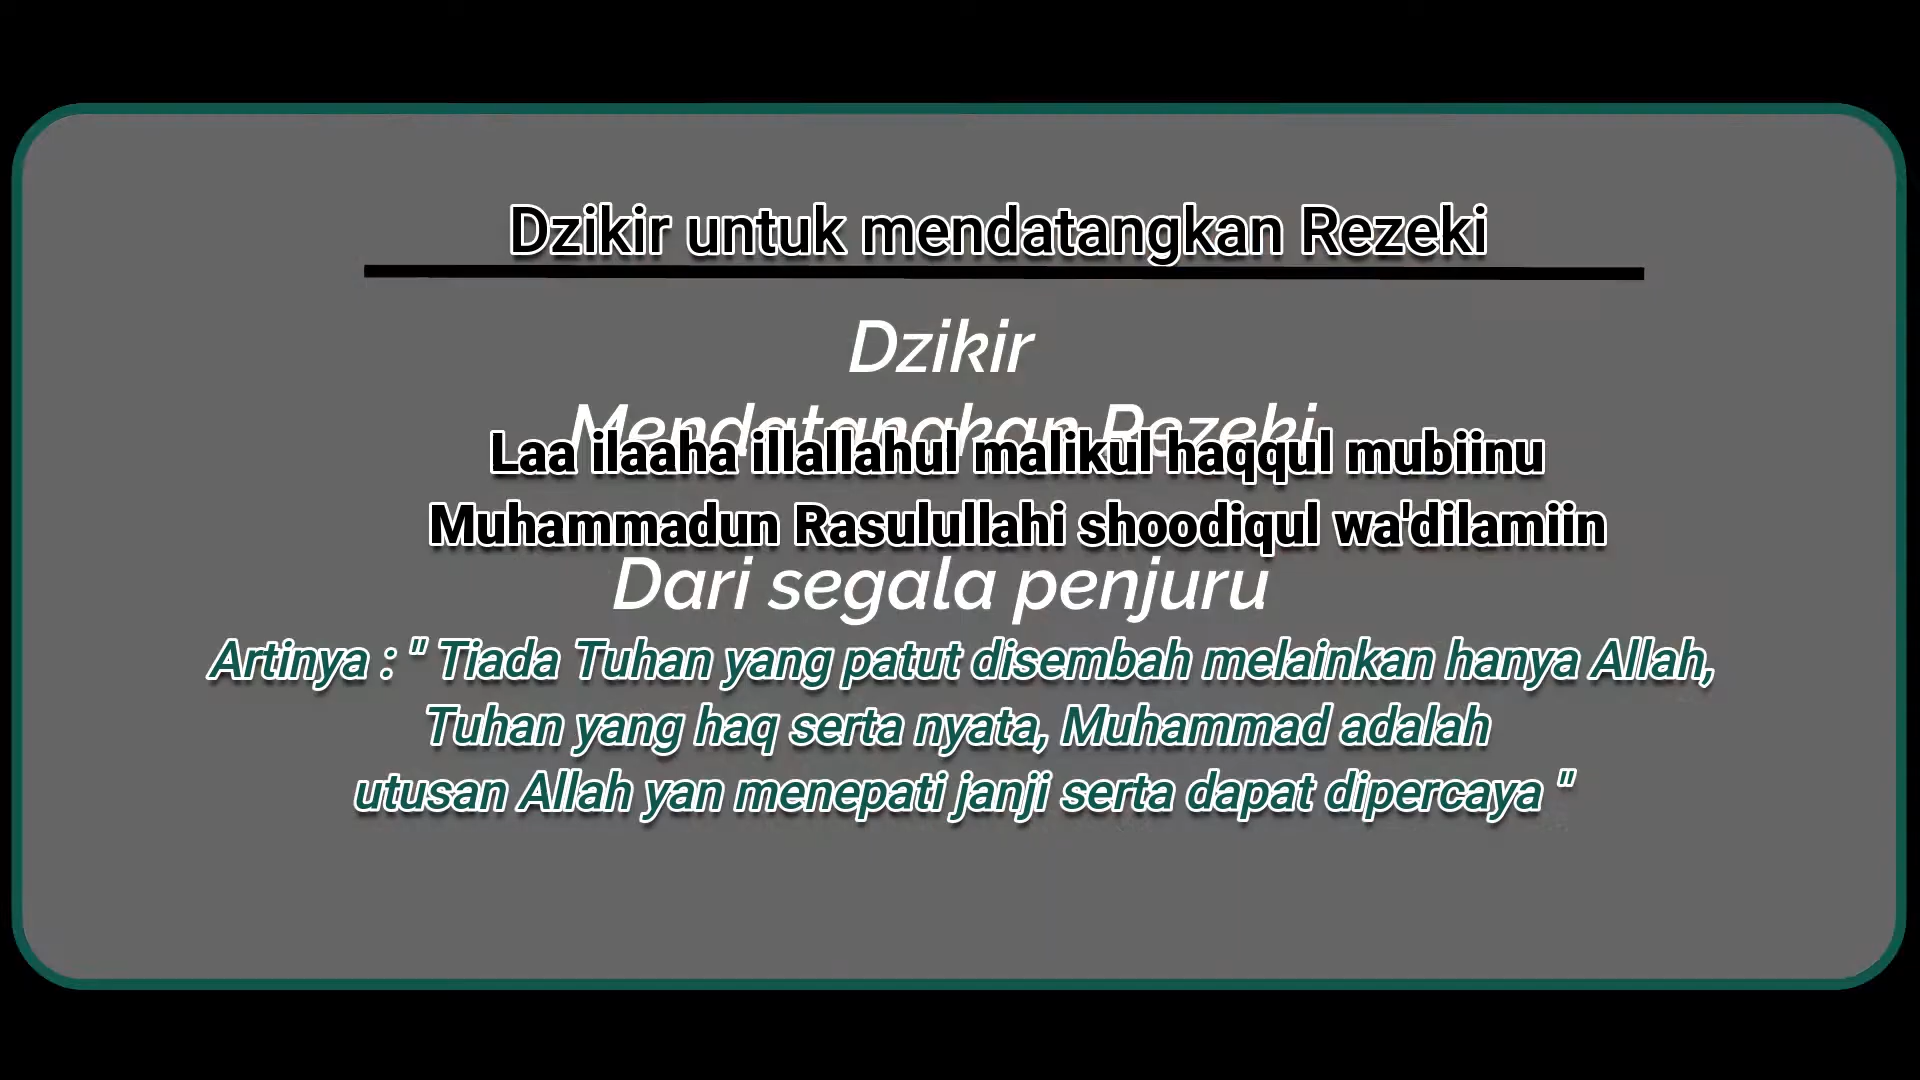 Dzikir untuk mendatangkan Rezeki
Dzikir
Mendatangkan Rezeki
Laa ilaaha illallahul malikul haqqul mubiinu
Muhammadun Rasulullahi shoodiqul wa'dilamiin
Dari segala penjuru
Artinya : " Tiada Tuhan yang patut disembah melainkan hanya Allah,
Tuhan yang haq serta nyata, Muhammad adalah
utusan Allah yan menepati janji serta dapat dipercaya "